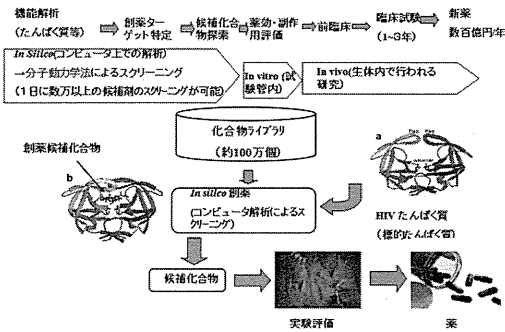 機能解析
(たんぱく質等)
創薬ター
ゲット特定
候補化合
物探索
薬効・副作
用評価
前臨床
臨床試験
(1~3年)
新薬
数百億円/年
In Sillco(コンピュータ上での解析)
→分子動力学法によるスクリーニング
(1日に数万以上の候補剤のスクリーニングが可能)
In vitro (試
験管内)
In vivo(生体内で行われる
研究)
化合物ライブラリ
(約100万個)
創薬候補化合物
b
a
In sillco 創薬
(コンピュータ解析によるス
クリーニング)
HIV たんぱく質
(標的たんぱく質)
候補化合物
実験評価
薬